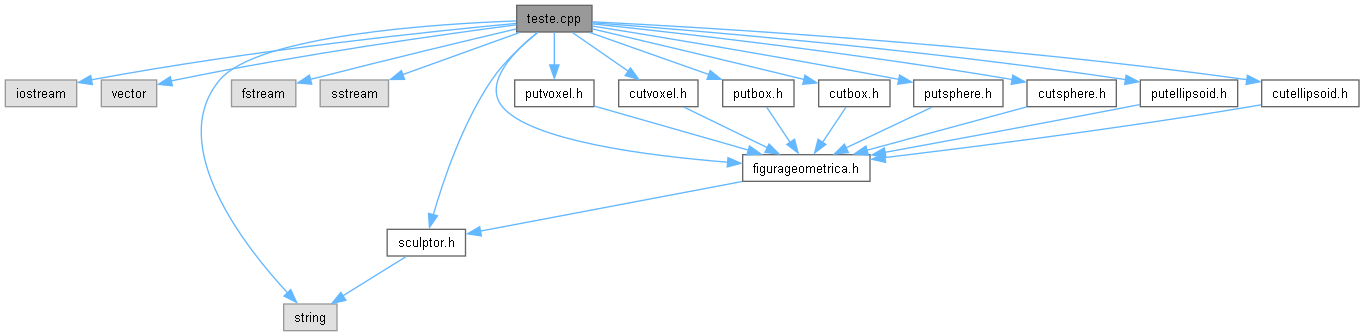 teste.cpp
iostream
vector
fstream
sstream
putvoxel.h
cutvoxel.h
putbox.h
cutbox.h
putsphere.h
cutsphere.h
putellipsoid.h
cutellipsoid.h
figurageometrica.h
sculptor.h
string